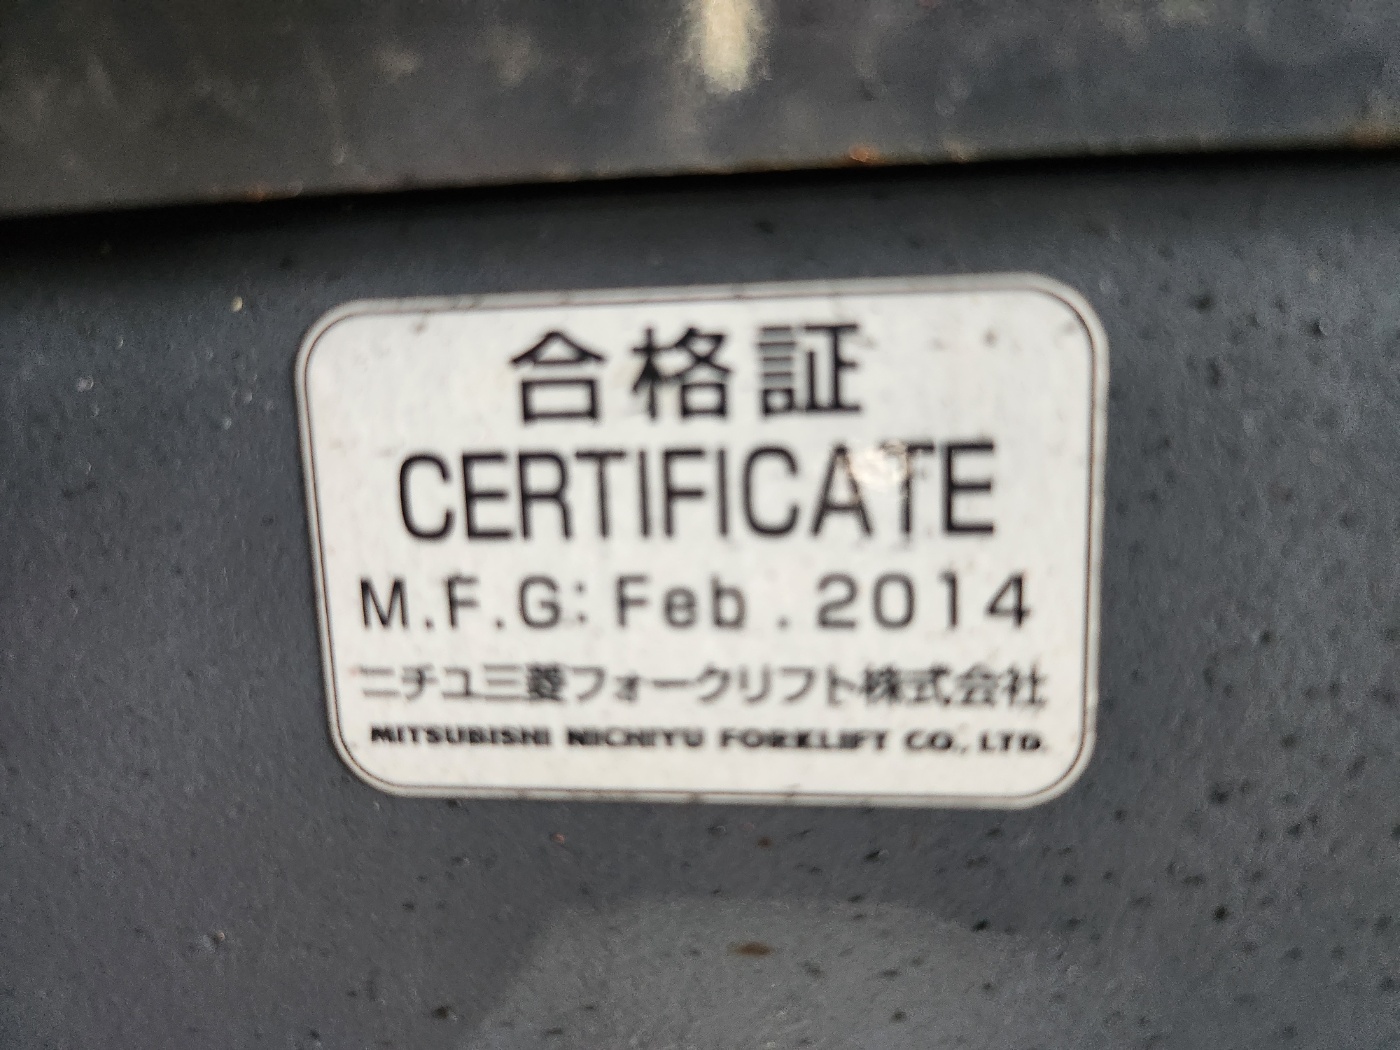 合格証
CERTIFICATE
M.F.G: Feb . 2014
ニチユ三菱フォークリフト株式会社
MITSUBISHI NICHIYU FORKLIFT CO., LTD.